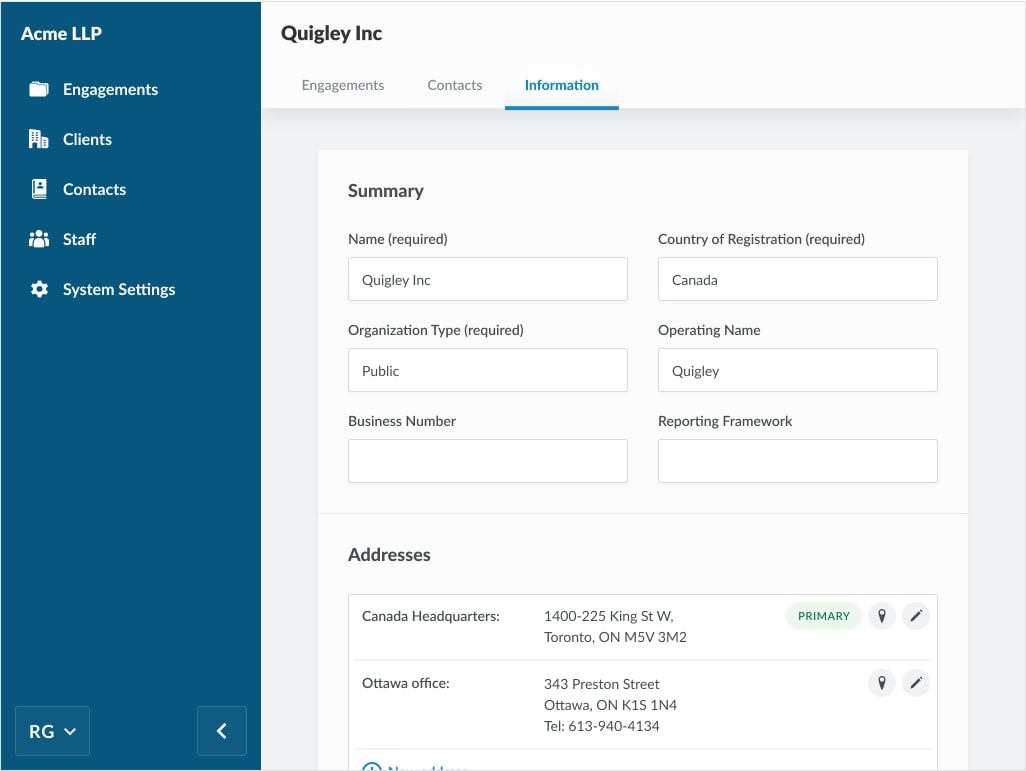 Acme LLP
Engagements
Clients
Contacts
Staff
System Settings
RG
Quigley Inc
Engagements
Contacts
Information
Summary
Name (required)
Country of Registration (required)
Quigley Inc
Canada
Organization Type (required)
Operating Name
Public
Quigley
Business Number
Reporting Framework
Addresses
Canada Headquarters:
1400-225 King St W,
Toronto, ON M5V 3M2
PRIMARY
Ottawa office:
343 Preston Street
Ottawa, ON K1S 1N4
Tel: 613-940-4134
New address